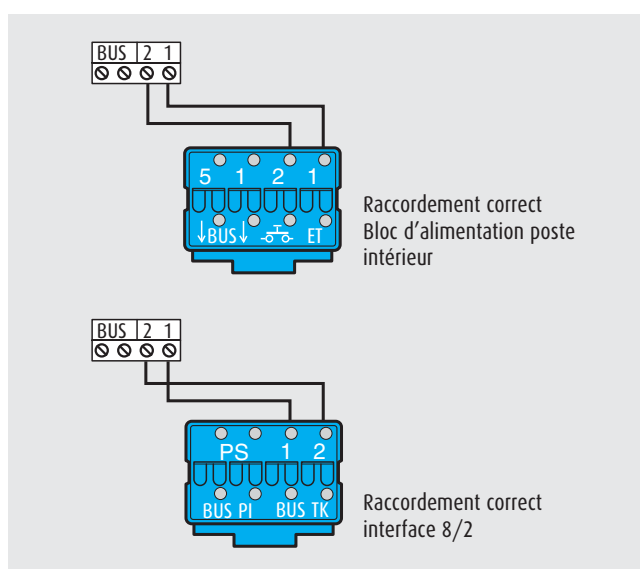 BUS 2 1
5 1 2 1
↓BUS↓ ET
Raccordement correct
Bloc d'alimentation poste
intérieur
BUS 2 1
PS 1 2
BUS PI BUS TK
Raccordement correct
interface 8/2